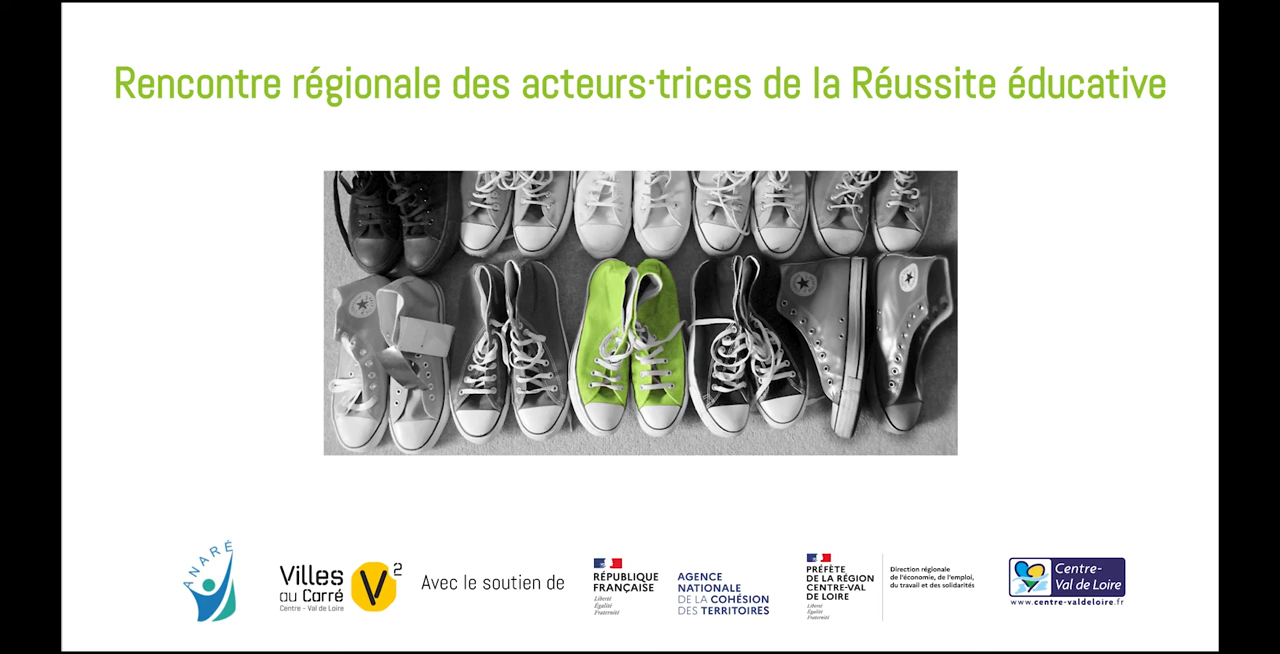 Rencontre régionale des acteurs·trices de la Réussite éducative
ANARÉ
Villes
au Carré
Centre - Val de Loire
V2
Avec le soutien de
RÉPUBLIQUE
FRANÇAISE
Liberté
Égalité
Fraternité
AGENCE
NATIONALE
DE LA COHÉSION
DES TERRITOIRES
PRÉFÈTE
DE LA RÉGION
CENTRE-VAL
DE LOIRE
Liberté
Égalité
Fraternité
Direction régionale
de l'économie, de l'emploi,
du travail et des solidarités
Centre-
Val de Loire
www.centre-valdeloire.fr